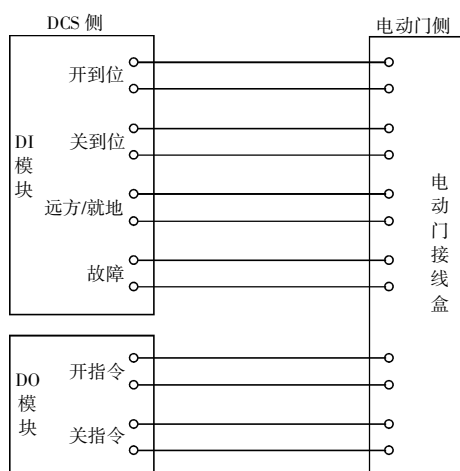 DCS 侧
电动门侧
DI
模
块
开到位
关到位
远方/就地
故障
电
动
门
接
线
盒
DO
模
块
开指令
关指令